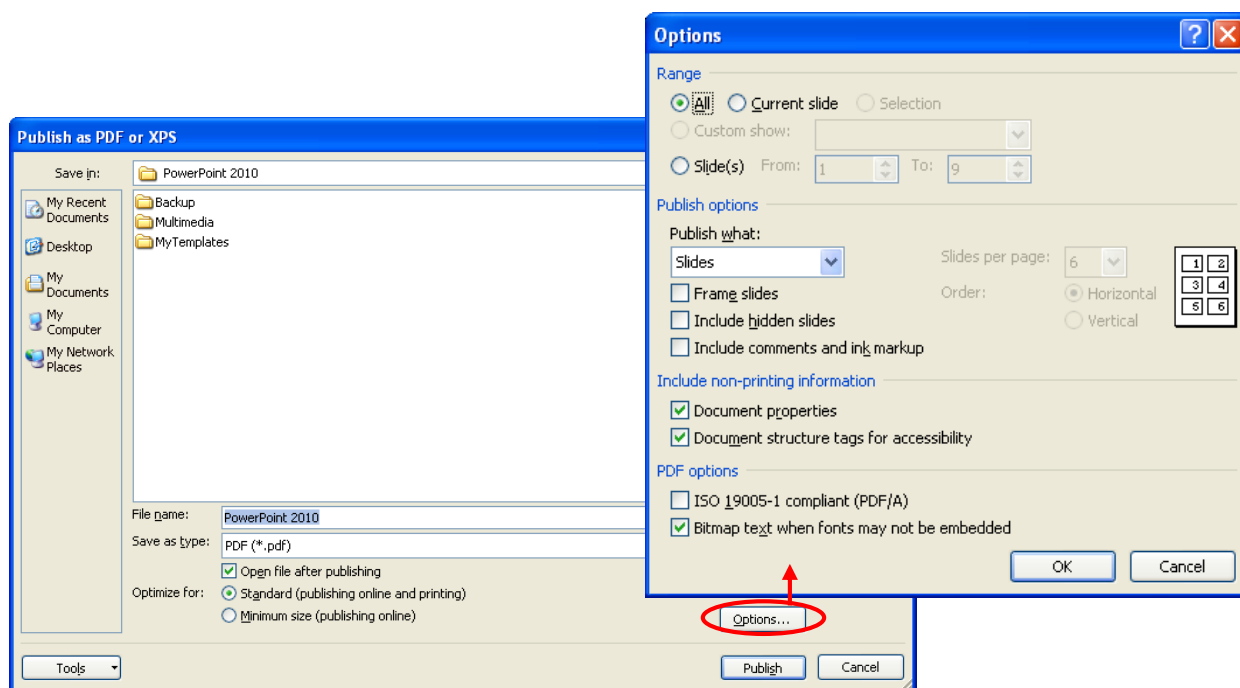 Publish as PDF or XPS
Save in:
PowerPoint 2010
My Recent
Documents
Desktop
My
Documents
My
Computer
My Network
Places
Backup
Multimedia
MyTemplates
File name:
PowerPoint 2010
Save as type:
PDF (*.pdf)
Open file after publishing
Optimize for:
Standard (publishing online and printing)
Minimum size (publishing online)
Options...
Tools
Publish
Cancel
Options
?
Range
All Current slide Selection
Custom show:
Slide(s) From: 1 To: 9
Publish options
Publish what:
Slides
Slides per page: 6
Frame slides
Order: Horizontal
Include hidden slides
Vertical
Include comments and ink markup
1 2
3 4
5 6
Include non-printing information
Document properties
Document structure tags for accessibility
PDF options
ISO 19005-1 compliant (PDF/A)
Bitmap text when fonts may not be embedded
OK Cancel